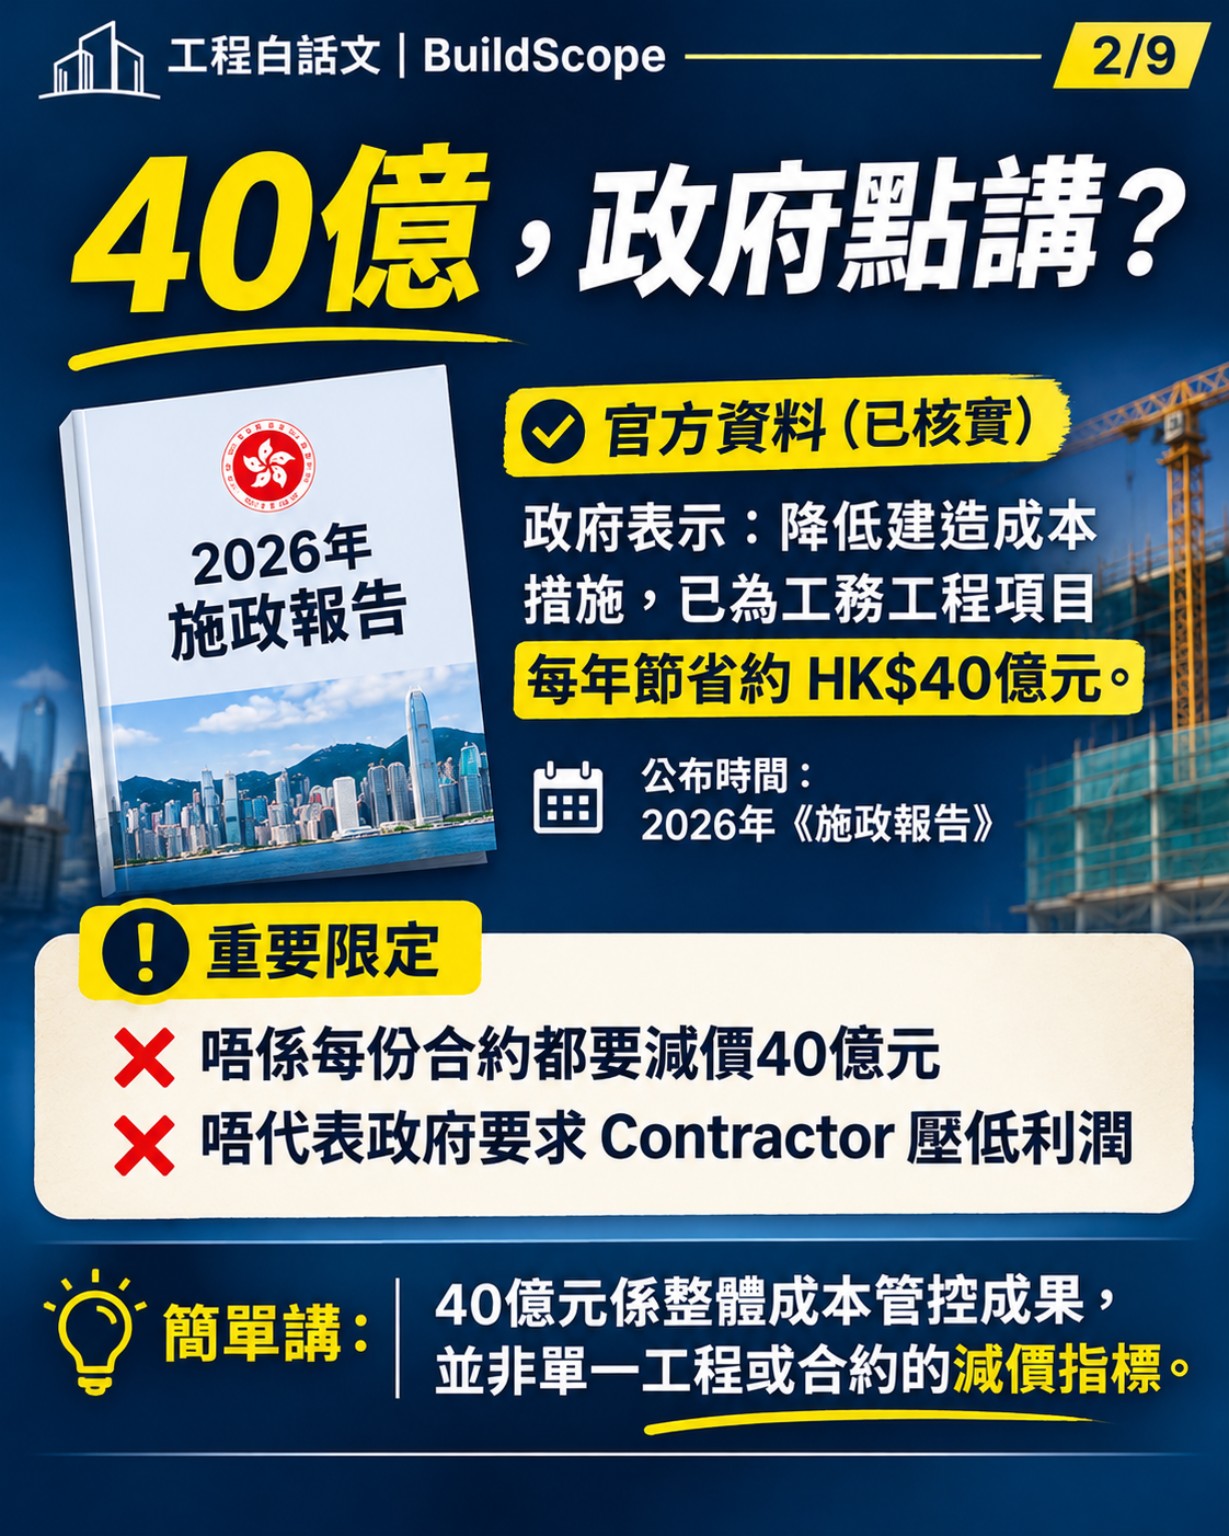 工程白話文 | BuildScope
2/9
40億，政府點講？
2026年
施政報告
官方資料（已核實）
政府表示：降低建造成本
措施，已為工務工程項目
每年節省約 HK$40億元。
公布時間：
2026年《施政報告》
重要限定
唔係每份合約都要減價40億元
唔代表政府要求 Contractor 壓低利潤
簡單講：
40億元係整體成本管控成果，
並非單一工程或合約的減價指標。